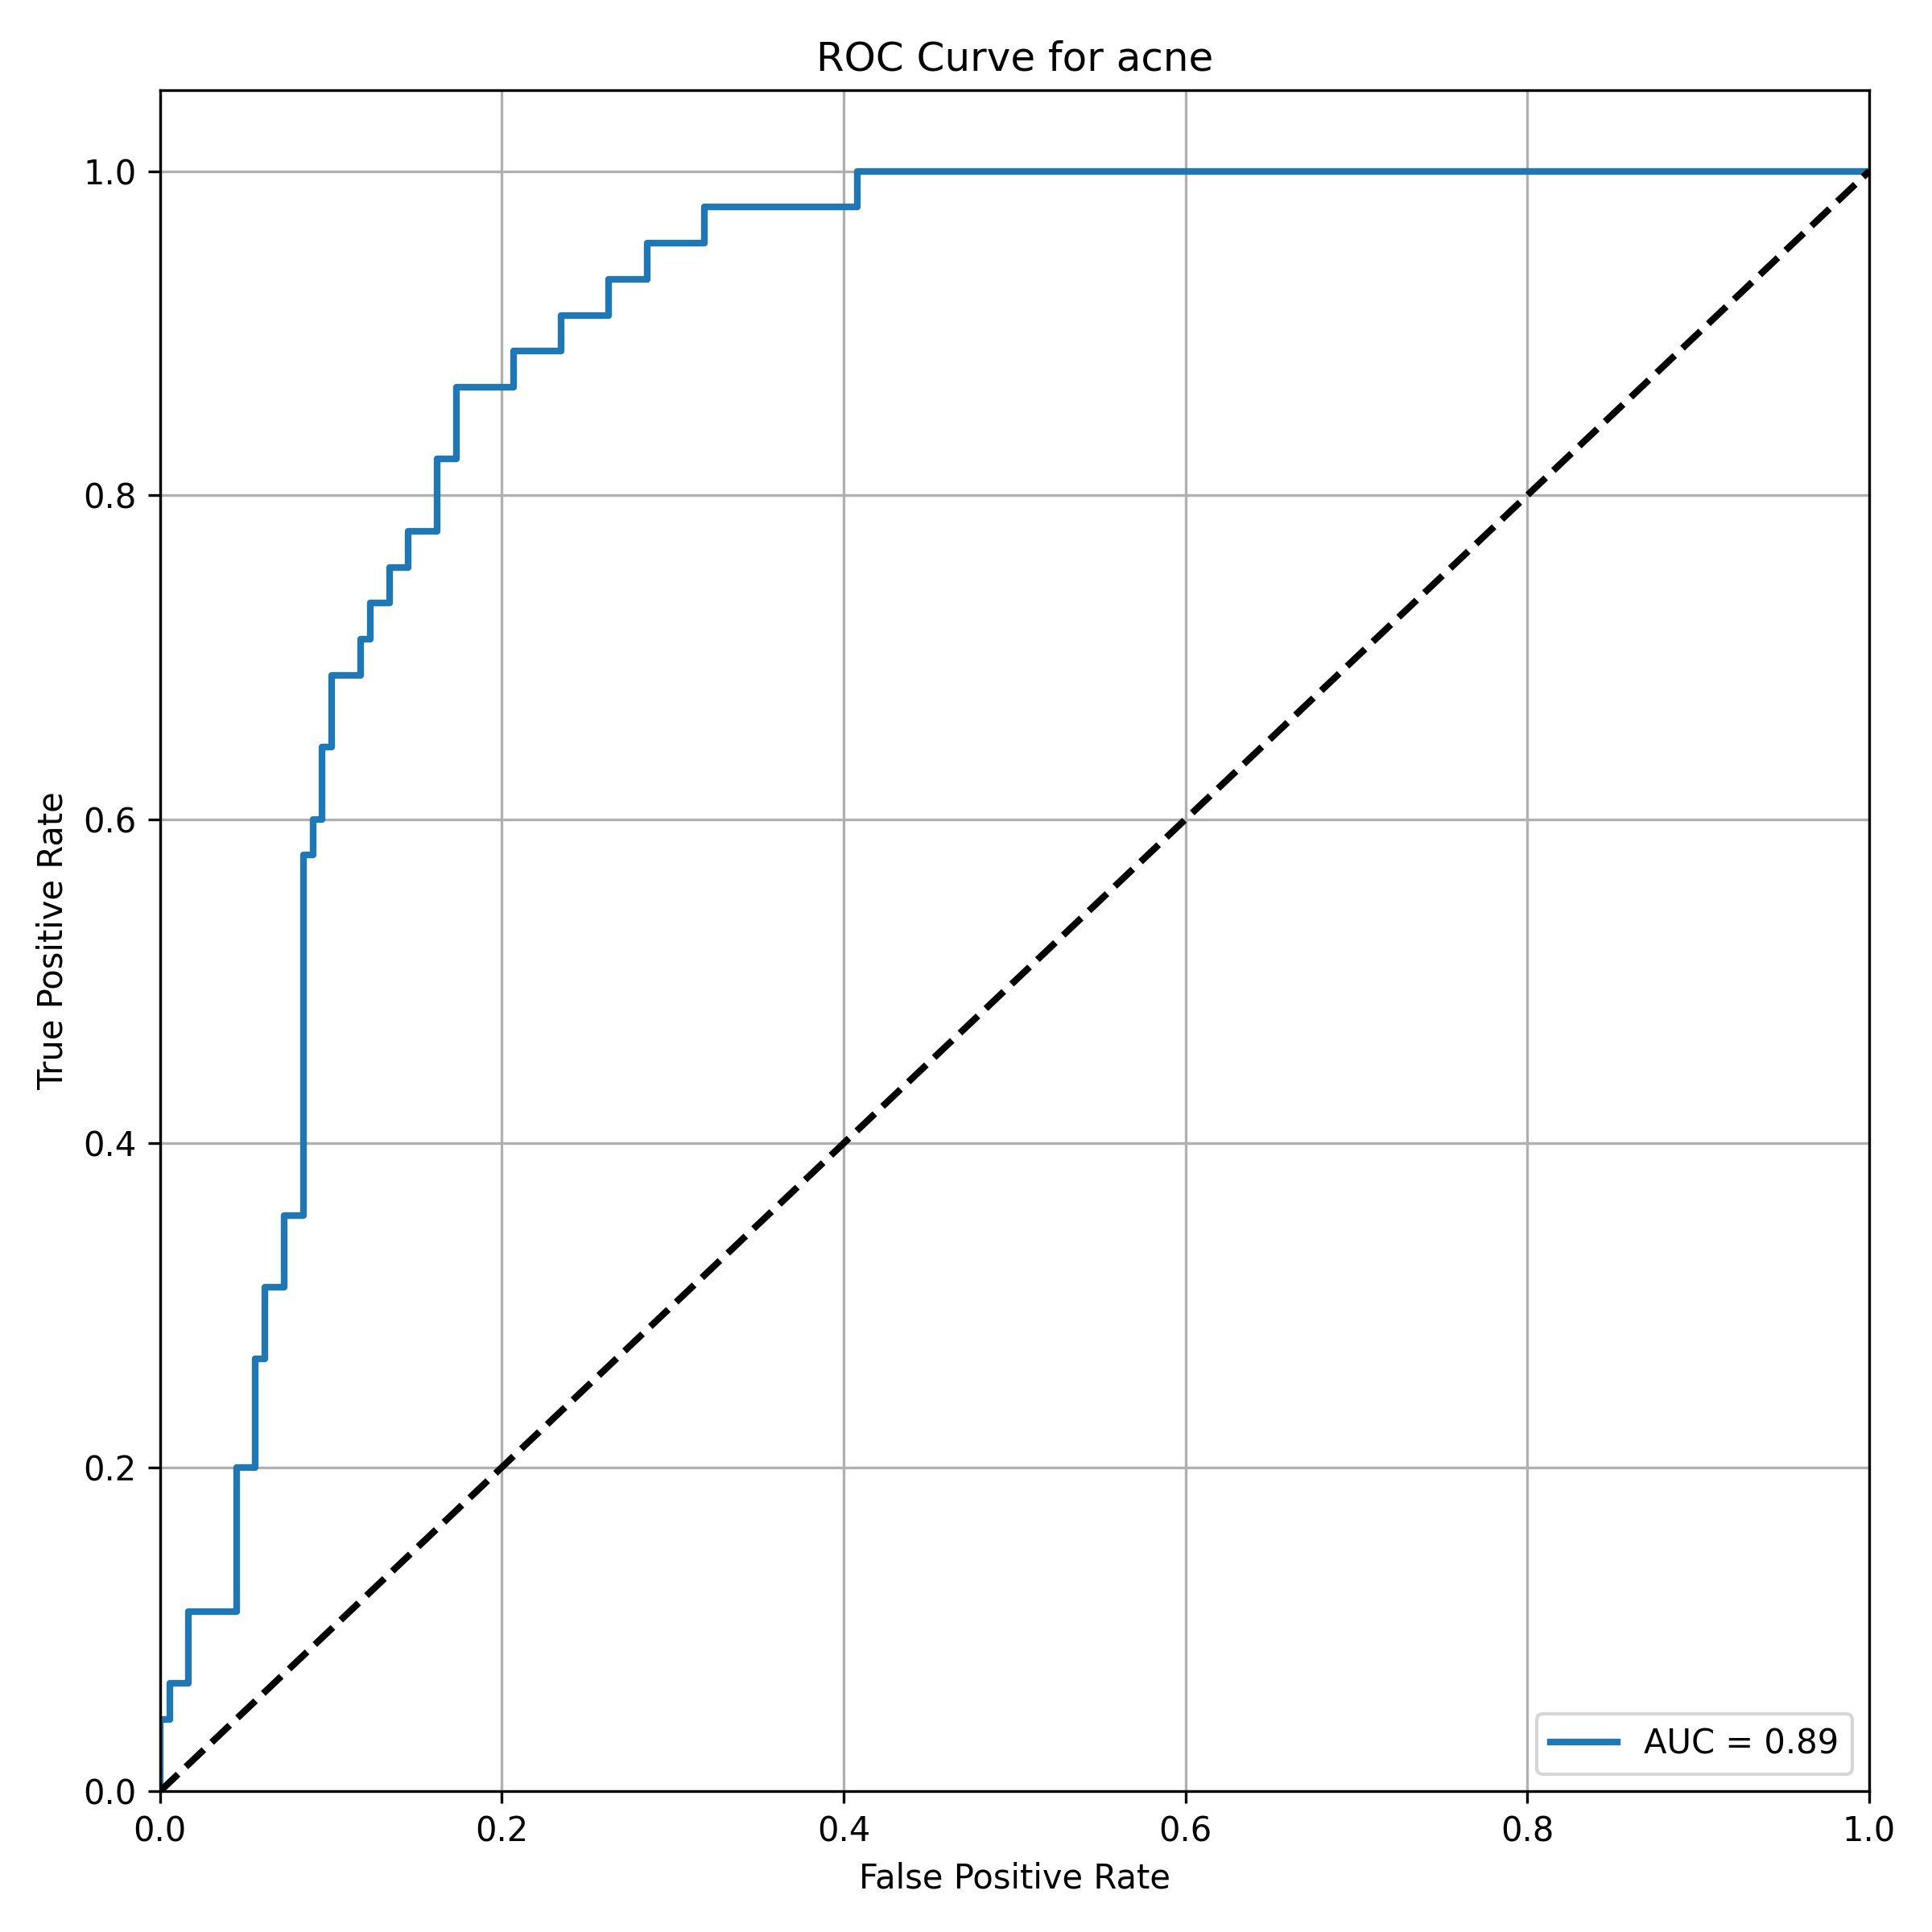 ROC Curve for acne
True Positive Rate
1.0
0.8
0.6
0.4
0.2
0.0
0.0 0.2 0.4 0.6 0.8 1.0
False Positive Rate
AUC = 0.89